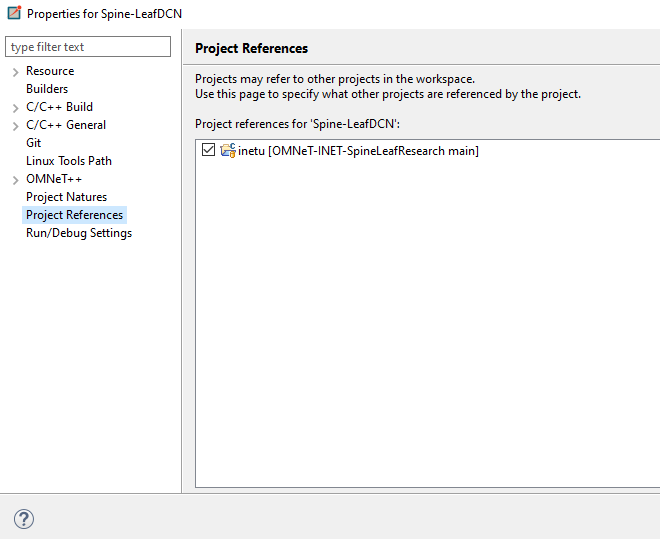 Properties for Spine-LeafDCN
type filter text
Resource
Builders
C/C++ Build
C/C++ General
Git
Linux Tools Path
OMNeT++
Project Natures
Project References
Run/Debug Settings
Project References
Projects may refer to other projects in the workspace.
Use this page to specify what other projects are referenced by the project.
Project references for 'Spine-LeafDCN':
inetu [OMNeT-INET-SpineLeafResearch main]
?